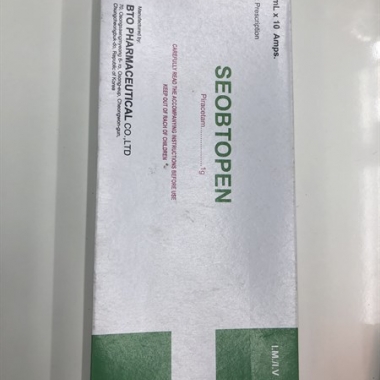 mL x 10 Amps.
Prescription
SEOBTOPEN
Piracetam..................1g
CAREFULLY READ THE ACCOMPANYING INSTRUCTIONS BEFORE USE
KEEP OUT OF RACH OF CHILDREN
Manufactured by:
BTO PHARMACEUTICAL CO.,LTD
Republic of Korea
I.M./I.V